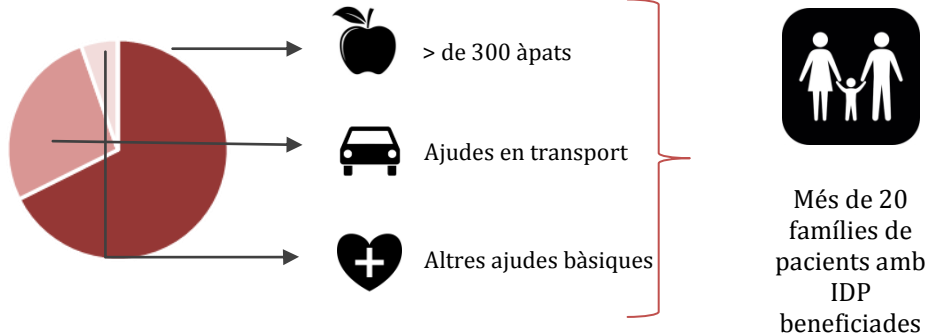 > de 300 àpats
Ajudes en transport
Altres ajudes bàsiques
Més de 20
famílies de
pacients amb
IDP
beneficiades